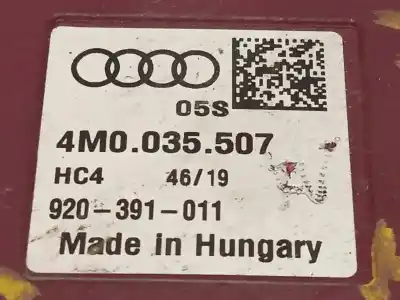 05S
4M0.035.507
HC4 46/19
920-391-011
Made in Hungary